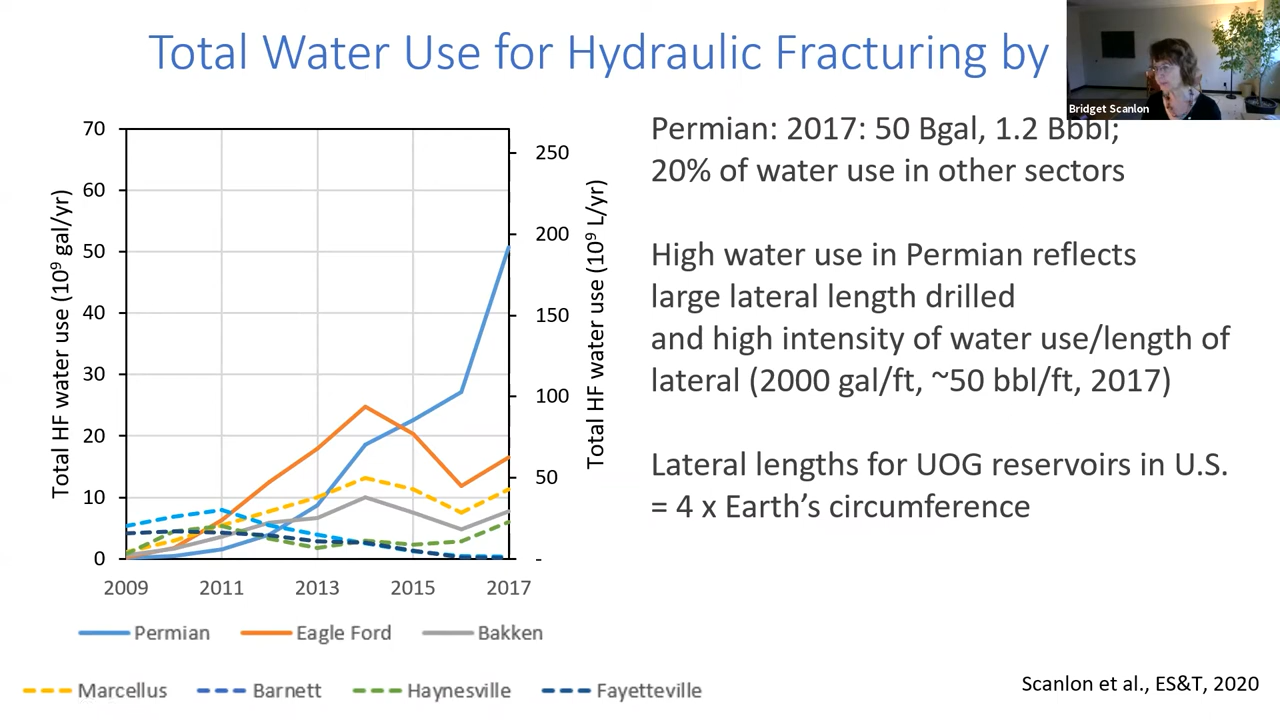 Total Water Use for Hydraulic Fracturing by
Bridget Scanlon
70
60
50
40
30
20
10
0
Total HF water use (10⁹ gal/yr)
250
200
150
100
50
-
Total HF water use (10⁹ L/yr)
2009 2011 2013 2015 2017
Permian Eagle Ford Bakken
Marcellus Barnett Haynesville Fayetteville
Permian: 2017: 50 Bgal, 1.2 Bbbl;
20% of water use in other sectors
High water use in Permian reflects
large lateral length drilled
and high intensity of water use/length of
lateral (2000 gal/ft, ~50 bbl/ft, 2017)
Lateral lengths for UOG reservoirs in U.S.
= 4 x Earth's circumference
Scanlon et al., ES&T, 2020